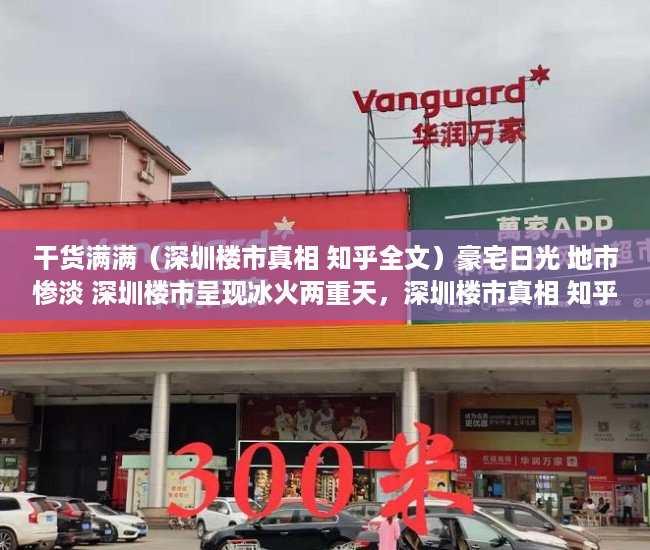 Vanguard
华润万家
萬家APP
干货满满（深圳楼市真相 知乎全文）豪宅日光 地市
惨淡 深圳楼市呈现冰火两重天，深圳楼市真相 知乎
更优惠
华润万家
300米